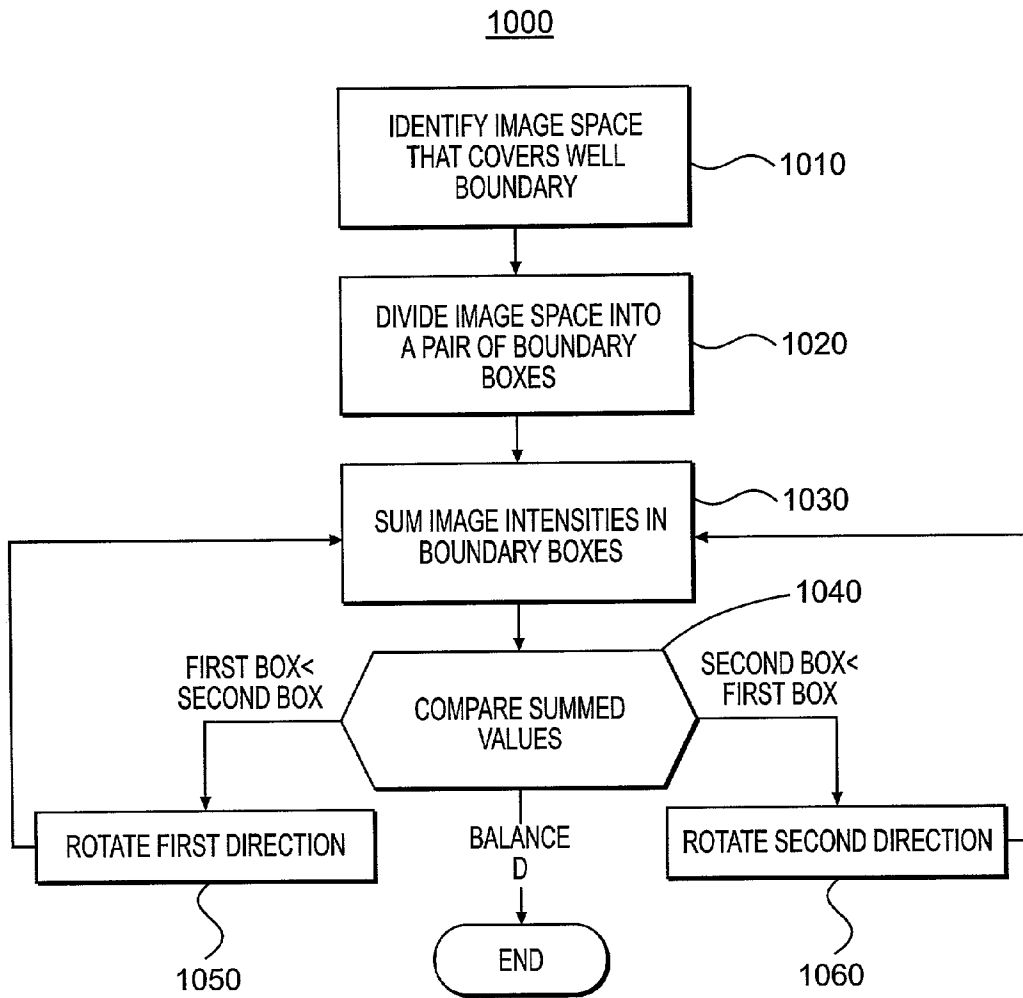 1000
IDENTIFY IMAGE SPACE
THAT COVERS WELL
BOUNDARY
1010
DIVIDE IMAGE SPACE INTO
A PAIR OF BOUNDARY
BOXES
1020
SUM IMAGE INTENSITIES IN
BOUNDARY BOXES
1030
1040
FIRST BOX<
SECOND BOX
COMPARE SUMMED
VALUES
SECOND BOX<
FIRST BOX
ROTATE FIRST DIRECTION
BALANCE
D
ROTATE SECOND DIRECTION
1050
END
1060